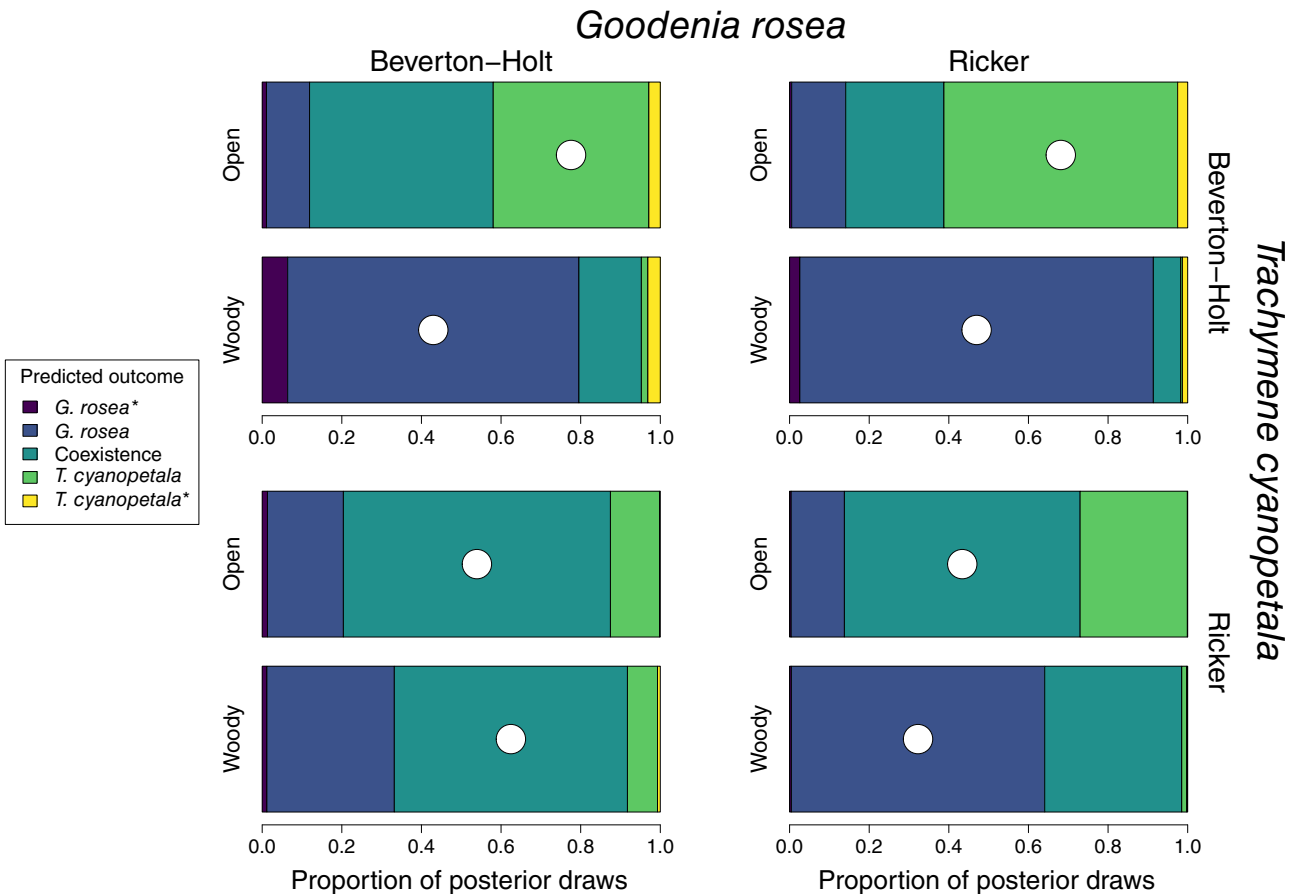 Goodenia rosea
Beverton−Holt
Ricker
Open
Open
Beverton−Holt
Woody
Woody
Trachymene cyanopetala
0.0 0.2 0.4 0.6 0.8 1.0
0.0 0.2 0.4 0.6 0.8 1.0
Predicted outcome
G. rosea*
G. rosea
Coexistence
T. cyanopetala
T. cyanopetala*
Open
Open
Ricker
Woody
Woody
0.0 0.2 0.4 0.6 0.8 1.0
0.0 0.2 0.4 0.6 0.8 1.0
Proportion of posterior draws
Proportion of posterior draws